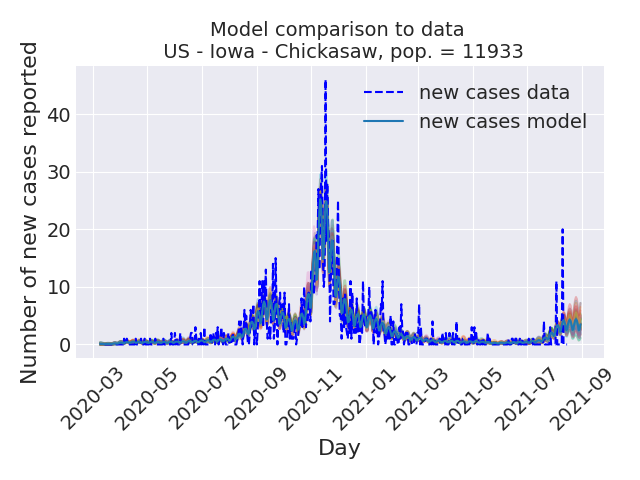 Model comparison to data
US - Iowa - Chickasaw, pop. = 11933
Number of new cases reported
new cases data
new cases model
40
30
20
10
0
2020-03
2020-05
2020-07
2020-09
2020-11
2021-01
2021-03
2021-05
2021-07
2021-09
Day